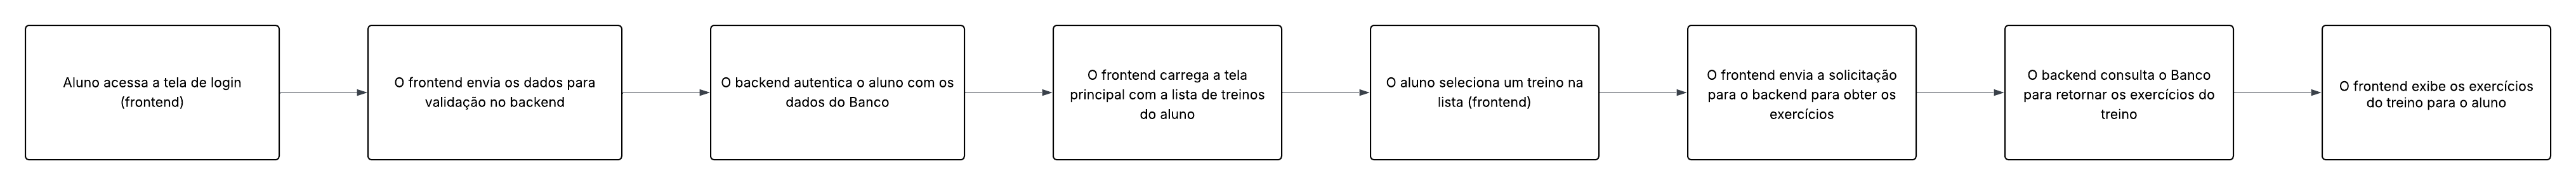 Aluno acessa a tela de login
(frontend)
O frontend envia os dados para
validação no backend
O backend autentica o aluno com os
dados do Banco
O frontend carrega a tela
principal com a lista de treinos
do aluno
O aluno seleciona um treino na
lista (frontend)
O frontend envia a solicitação
para o backend para obter os
exercícios
O backend consulta o Banco
para retornar os exercícios do
treino
O frontend exibe os exercícios
do treino para o aluno